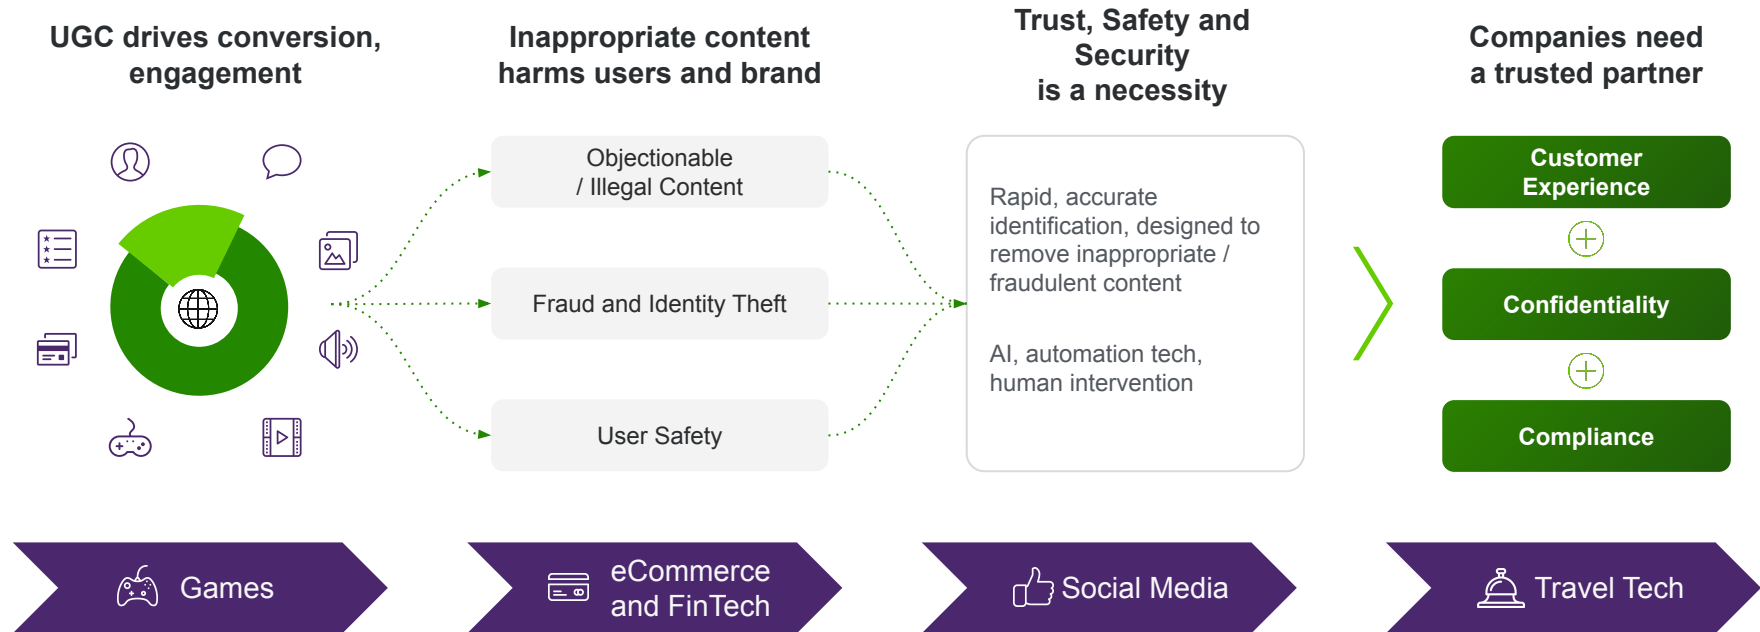 UGC drives conversion,
engagement
Inappropriate content
harms users and brand
Trust, Safety and
Security
is a necessity
Companies need
a trusted partner
Objectionable
/ Illegal Content
Fraud and Identity Theft
User Safety
Rapid, accurate
identification, designed to
remove inappropriate /
fraudulent content
AI, automation tech,
human intervention
Customer
Experience
Confidentiality
Compliance
Games
eCommerce
and FinTech
Social Media
Travel Tech